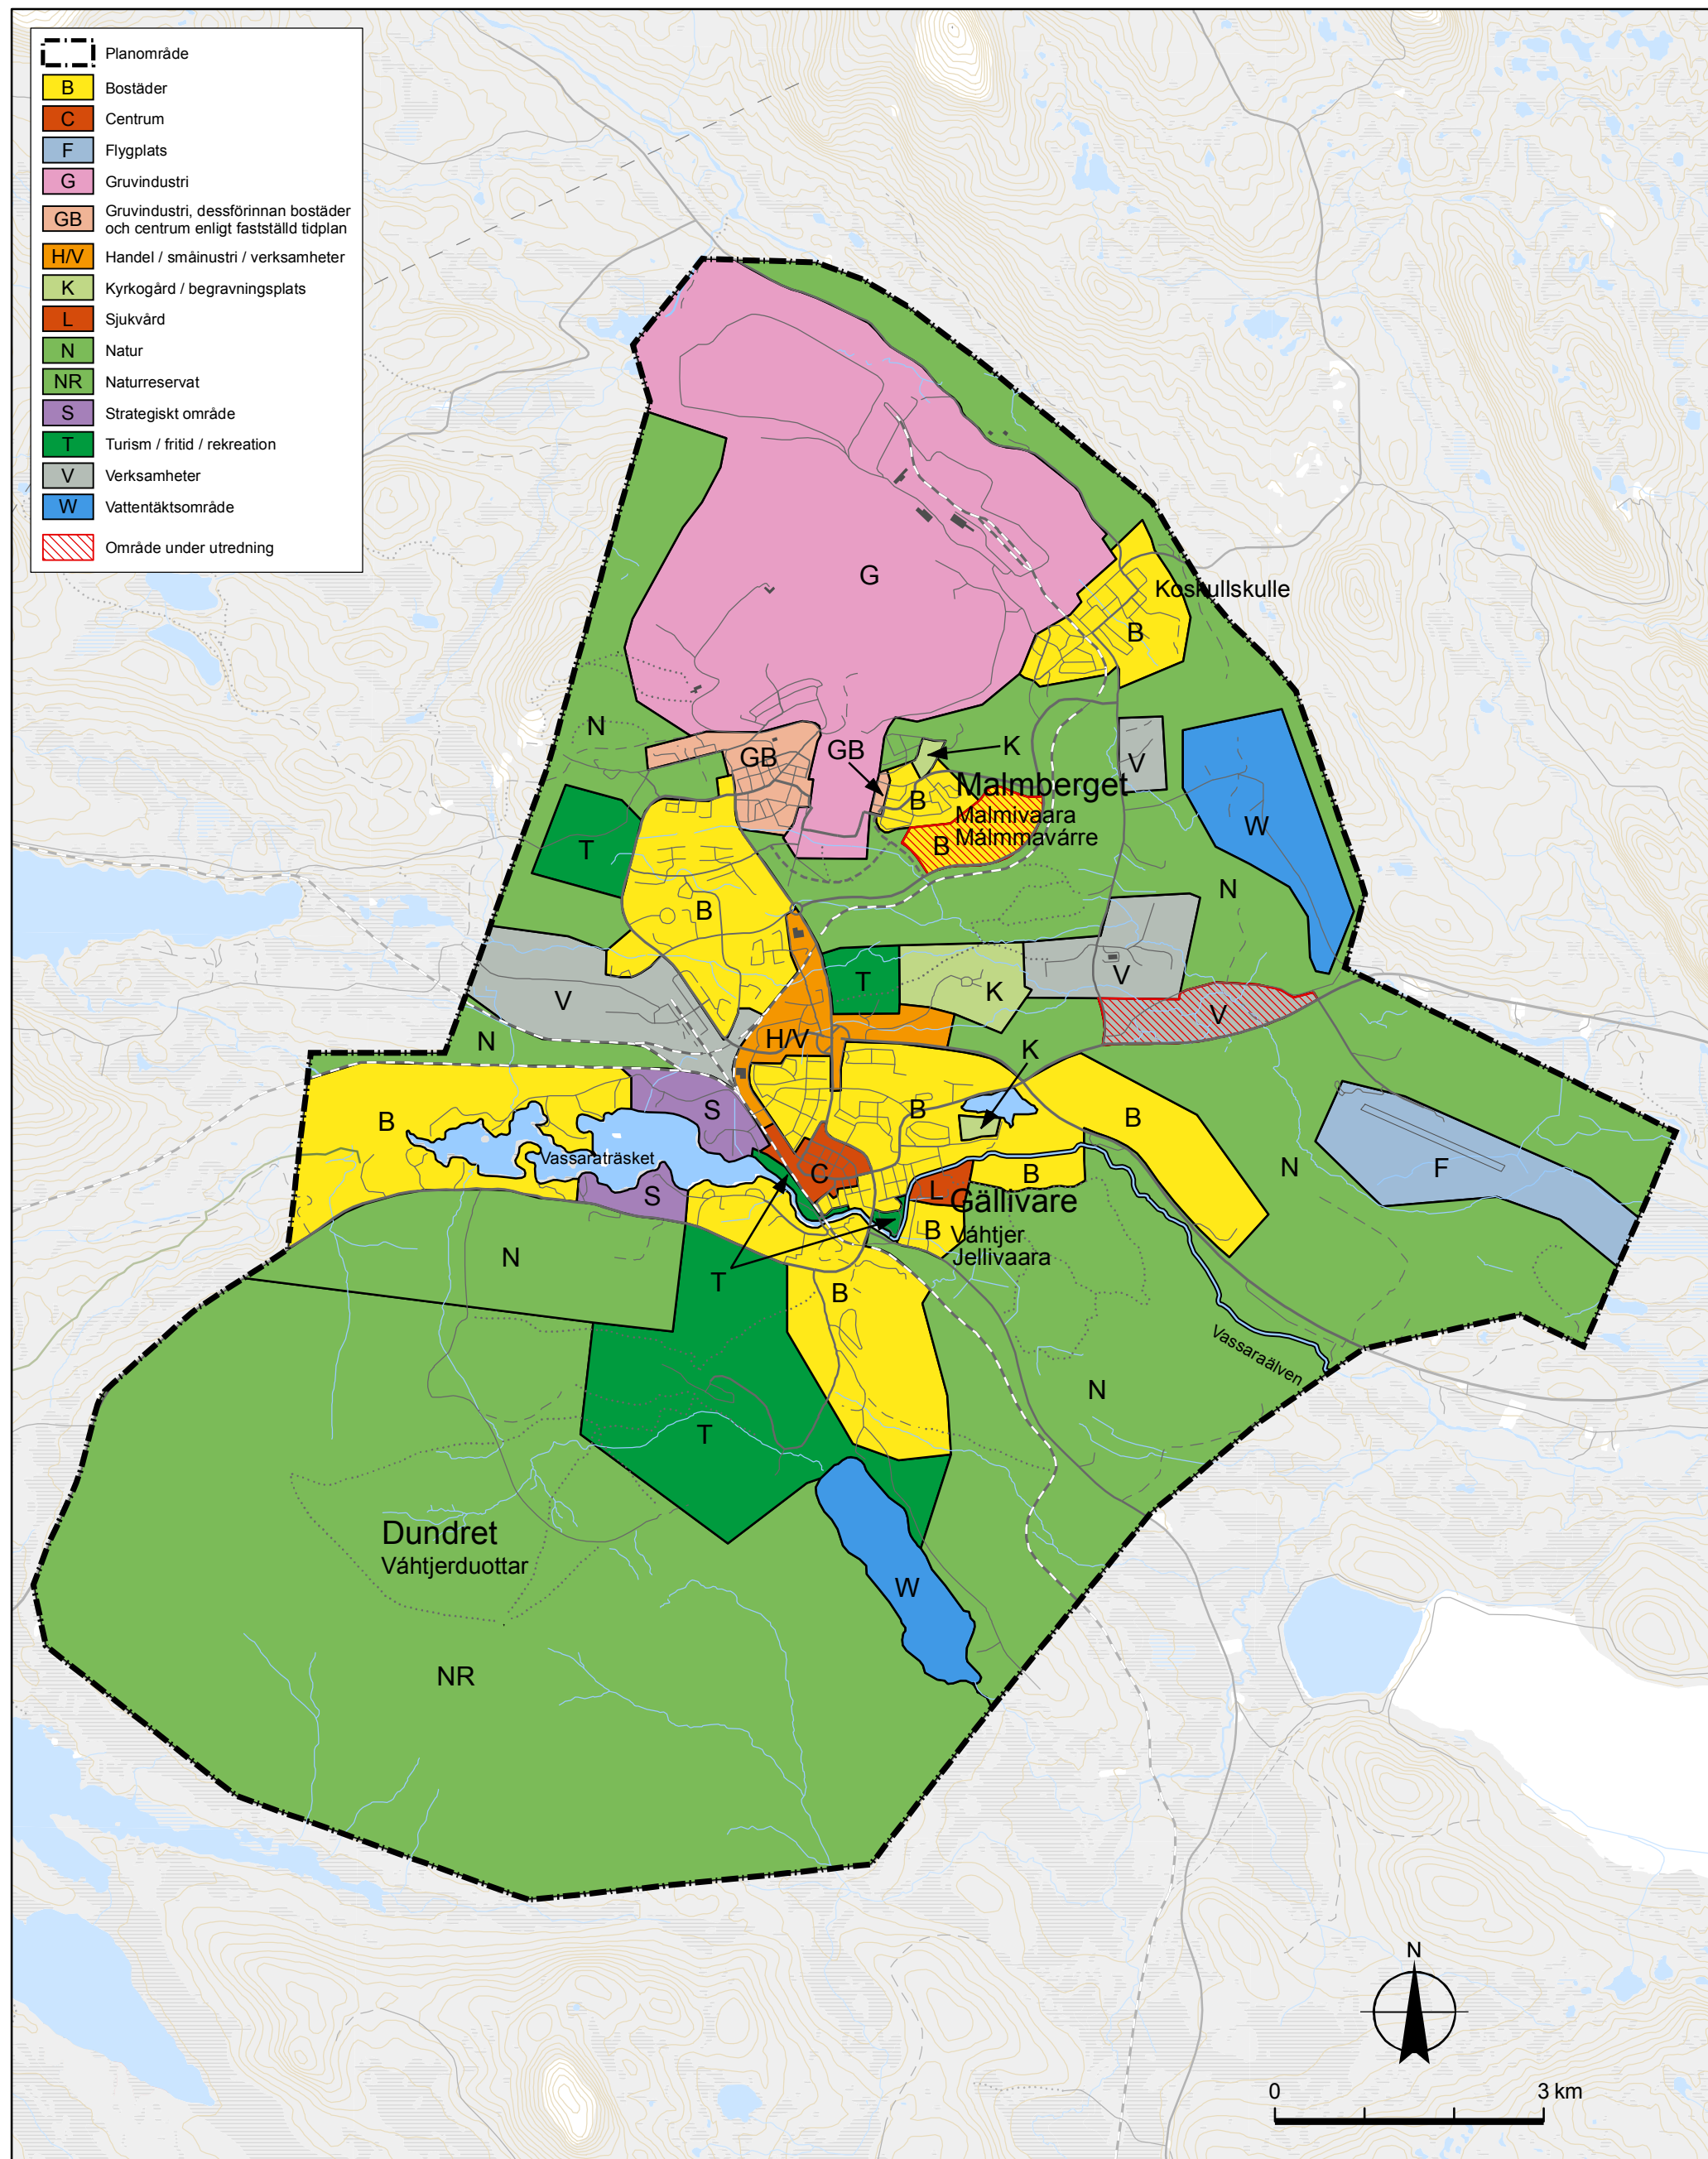 Planområde
B Bostäder
C Centrum
F Flygplats
G Gruvindustri
GB Gruvindustri, dessförinnan bostäder
och centrum enligt fastställd tidplan
H/V Handel / småinustri / verksamheter
K Kyrkogård / begravningsplats
L Sjukvård
N Natur
NR Naturreservat
S Strategiskt område
T Turism / fritid / rekreation
V Verksamheter
W Vattentäktsområde
Område under utredning
G
Koskullskulle
B
N
GB
GB
K
V
Malmberget
B
Malmivaara
Málmmavárre
B
W
T
N
B
T
K
V
V
V
N
H/V
K
S
B
B
B
Vassaraträsket
C
F
N
B
L
S
Gällivare
B
Váhtjer
Jellivaara
N
T
B
Vassaraälven
N
T
Dundret
Váhtjerduottar
W
NR
N
0
3 km